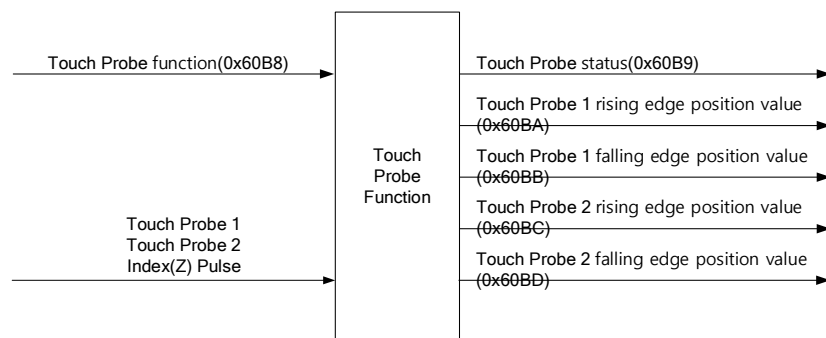 Touch Probe function(0x60B8)
Touch Probe 1
Touch Probe 2
Index(Z) Pulse
Touch
Probe
Function
Touch Probe status(0x60B9)
Touch Probe 1 rising edge position value
(0x60BA)
Touch Probe 1 falling edge position value
(0x60BB)
Touch Probe 2 rising edge position value
(0x60BC)
Touch Probe 2 falling edge position value
(0x60BD)